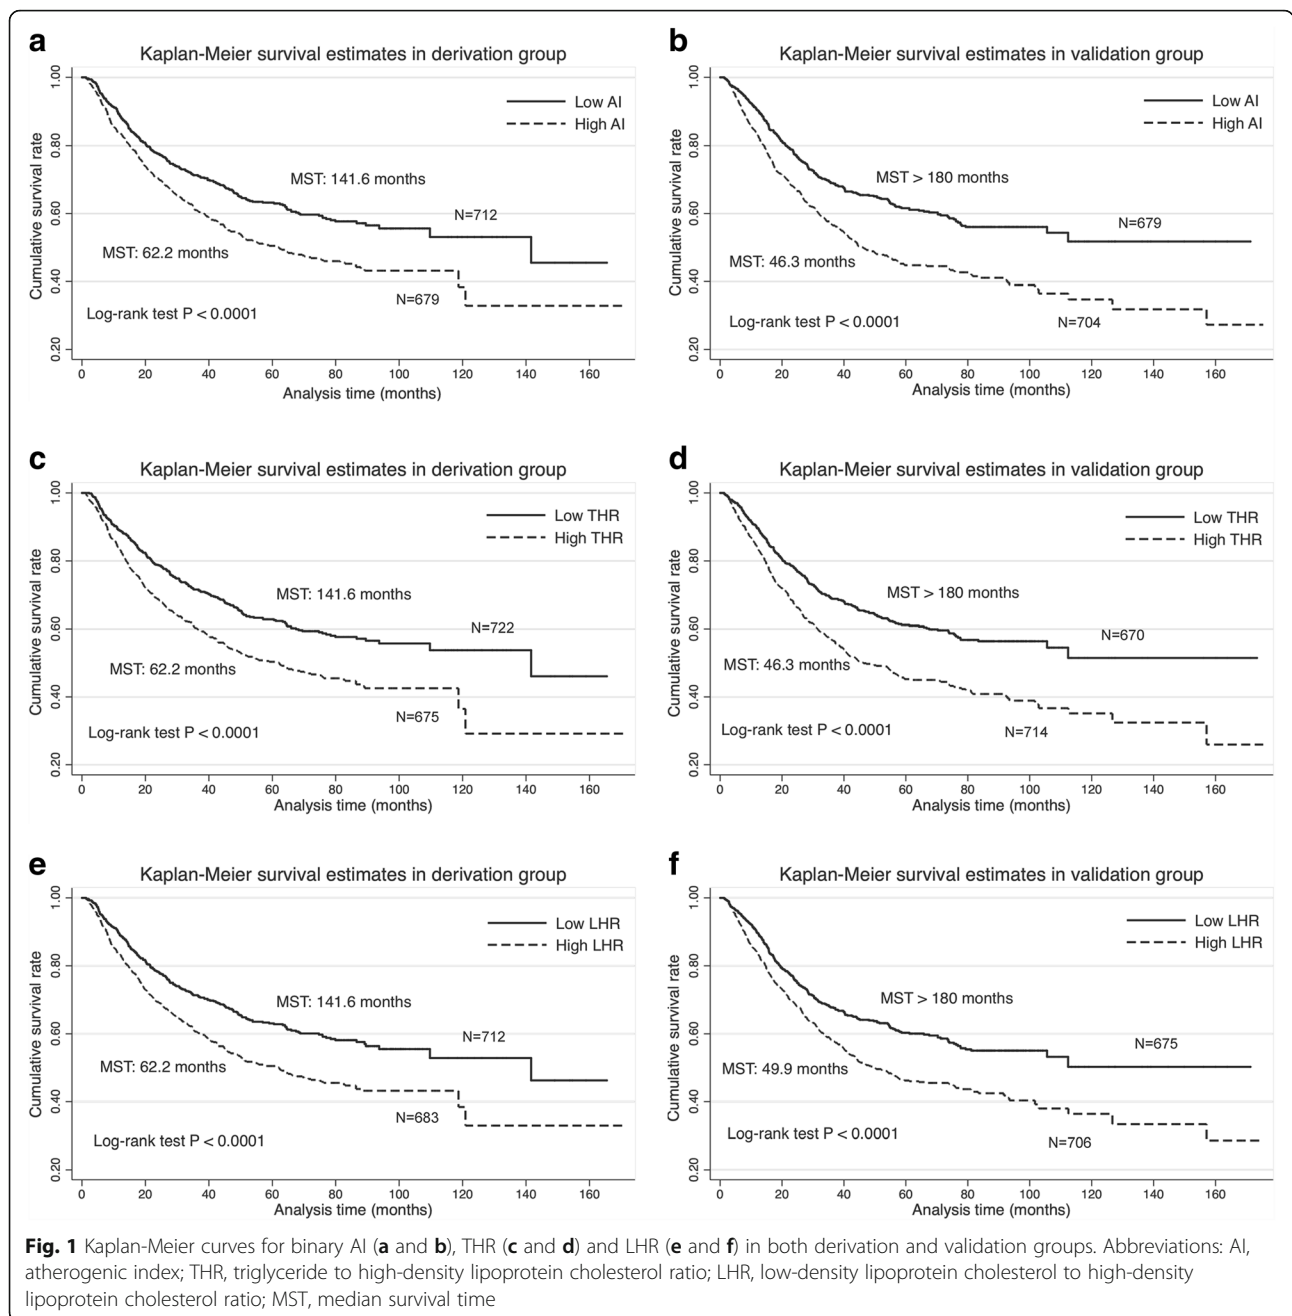 a
Kaplan-Meier survival estimates in derivation group
Cumulative survival rate
1.00
0.80
0.60
0.40
0.20
Low AI
High AI
MST: 141.6 months
N=712
MST: 62.2 months
N=679
Log-rank test P < 0.0001
0 20 40 60 80 100 120 140 160
Analysis time (months)
b
Kaplan-Meier survival estimates in validation group
Cumulative survival rate
1.00
0.80
0.60
0.40
0.20
Low AI
High AI
MST > 180 months
N=679
MST: 46.3 months
Log-rank test P < 0.0001
N=704
0 20 40 60 80 100 120 140 160
Analysis time (months)
c
Kaplan-Meier survival estimates in derivation group
Cumulative survival rate
1.00
0.80
0.60
0.40
0.20
Low THR
High THR
MST: 141.6 months
N=722
MST: 62.2 months
N=675
Log-rank test P < 0.0001
0 20 40 60 80 100 120 140 160
Analysis time (months)
d
Kaplan-Meier survival estimates in validation group
Cumulative survival rate
1.00
0.80
0.60
0.40
0.20
Low THR
High THR
MST > 180 months
N=670
MST: 46.3 months
Log-rank test P < 0.0001
N=714
0 20 40 60 80 100 120 140 160
Analysis time (months)
e
Kaplan-Meier survival estimates in derivation group
Cumulative survival rate
1.00
0.80
0.60
0.40
0.20
Low LHR
High LHR
MST: 141.6 months
N=712
MST: 62.2 months
N=683
Log-rank test P < 0.0001
0 20 40 60 80 100 120 140 160
Analysis time (months)
f
Kaplan-Meier survival estimates in validation group
Cumulative survival rate
1.00
0.80
0.60
0.40
0.20
Low LHR
High LHR
MST > 180 months
N=675
MST: 49.9 months
Log-rank test P < 0.0001
N=706
0 20 40 60 80 100 120 140 160
Analysis time (months)
Fig. 1 Kaplan-Meier curves for binary AI (a and b), THR (c and d) and LHR (e and f) in both derivation and validation groups. Abbreviations: AI,
atherogenic index; THR, triglyceride to high-density lipoprotein cholesterol ratio; LHR, low-density lipoprotein cholesterol to high-density
lipoprotein cholesterol ratio; MST, median survival time